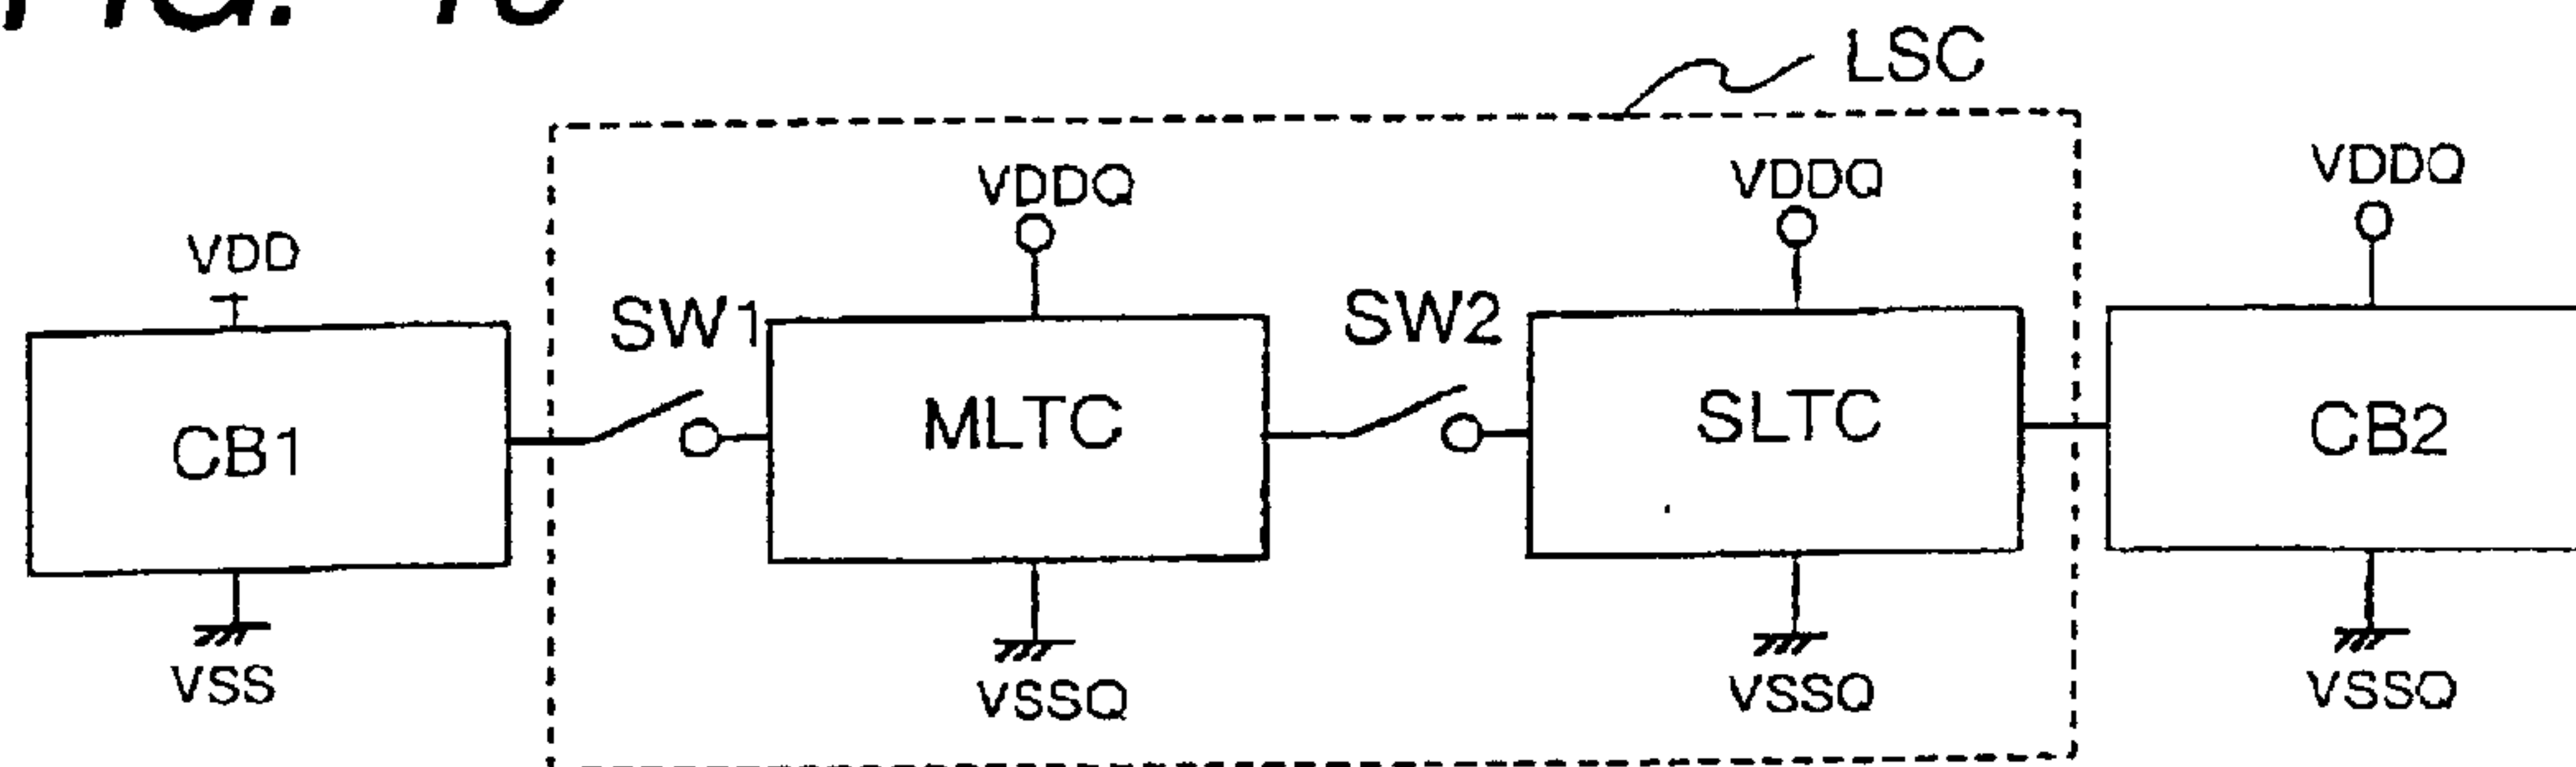 LSC
VDDQ
VDDQ
VDDQ
VDD
SW1
SW2
CB1
MLTC
SLTC
CB2
VSS
VSSQ
VSSQ
VSSQ